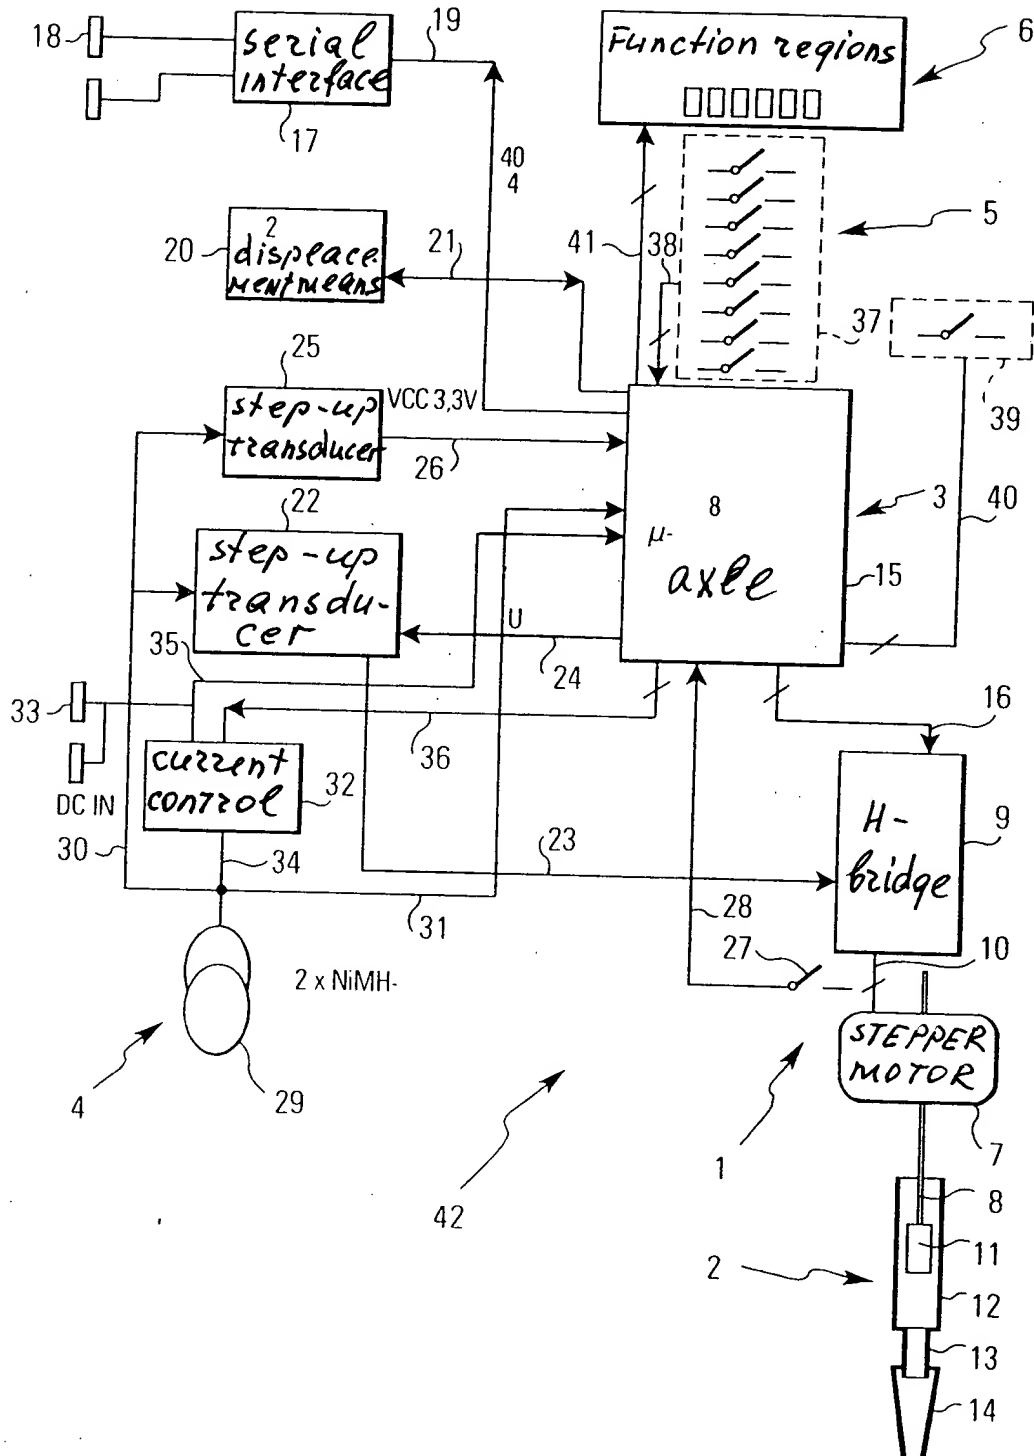 18
serial
interface
17
19
Function regions
6
40
4
5
20
2
displace-
ment means
21
41
38
37
39
25
step-up
transducer
VCC 3,3V
26
22
step-up
transdu-
cer
8
µ-
axle
3
40
15
U
24
35
33
DC IN
current
control
32
36
16
30
34
23
H-
bridge
9
31
28
27
10
2 x NiMH-
4
29
STEPPER
MOTOR
1
7
42
8
2
11
12
13
14